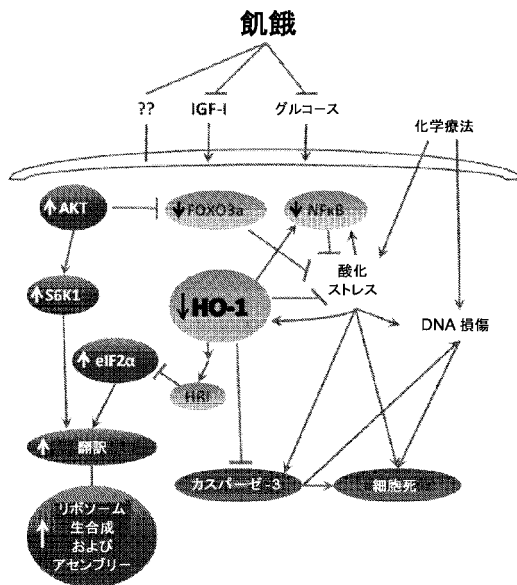 飢餓
??
IGF-I
グルコース
化学療法
AKT
FOXO3a
NFκB
S6K1
HO-1
酸化
ストレス
DNA 損傷
eIF2α
HRI
翻訳
カスパーゼ-3
細胞死
リボソーム
生合成
および
アセンブリー